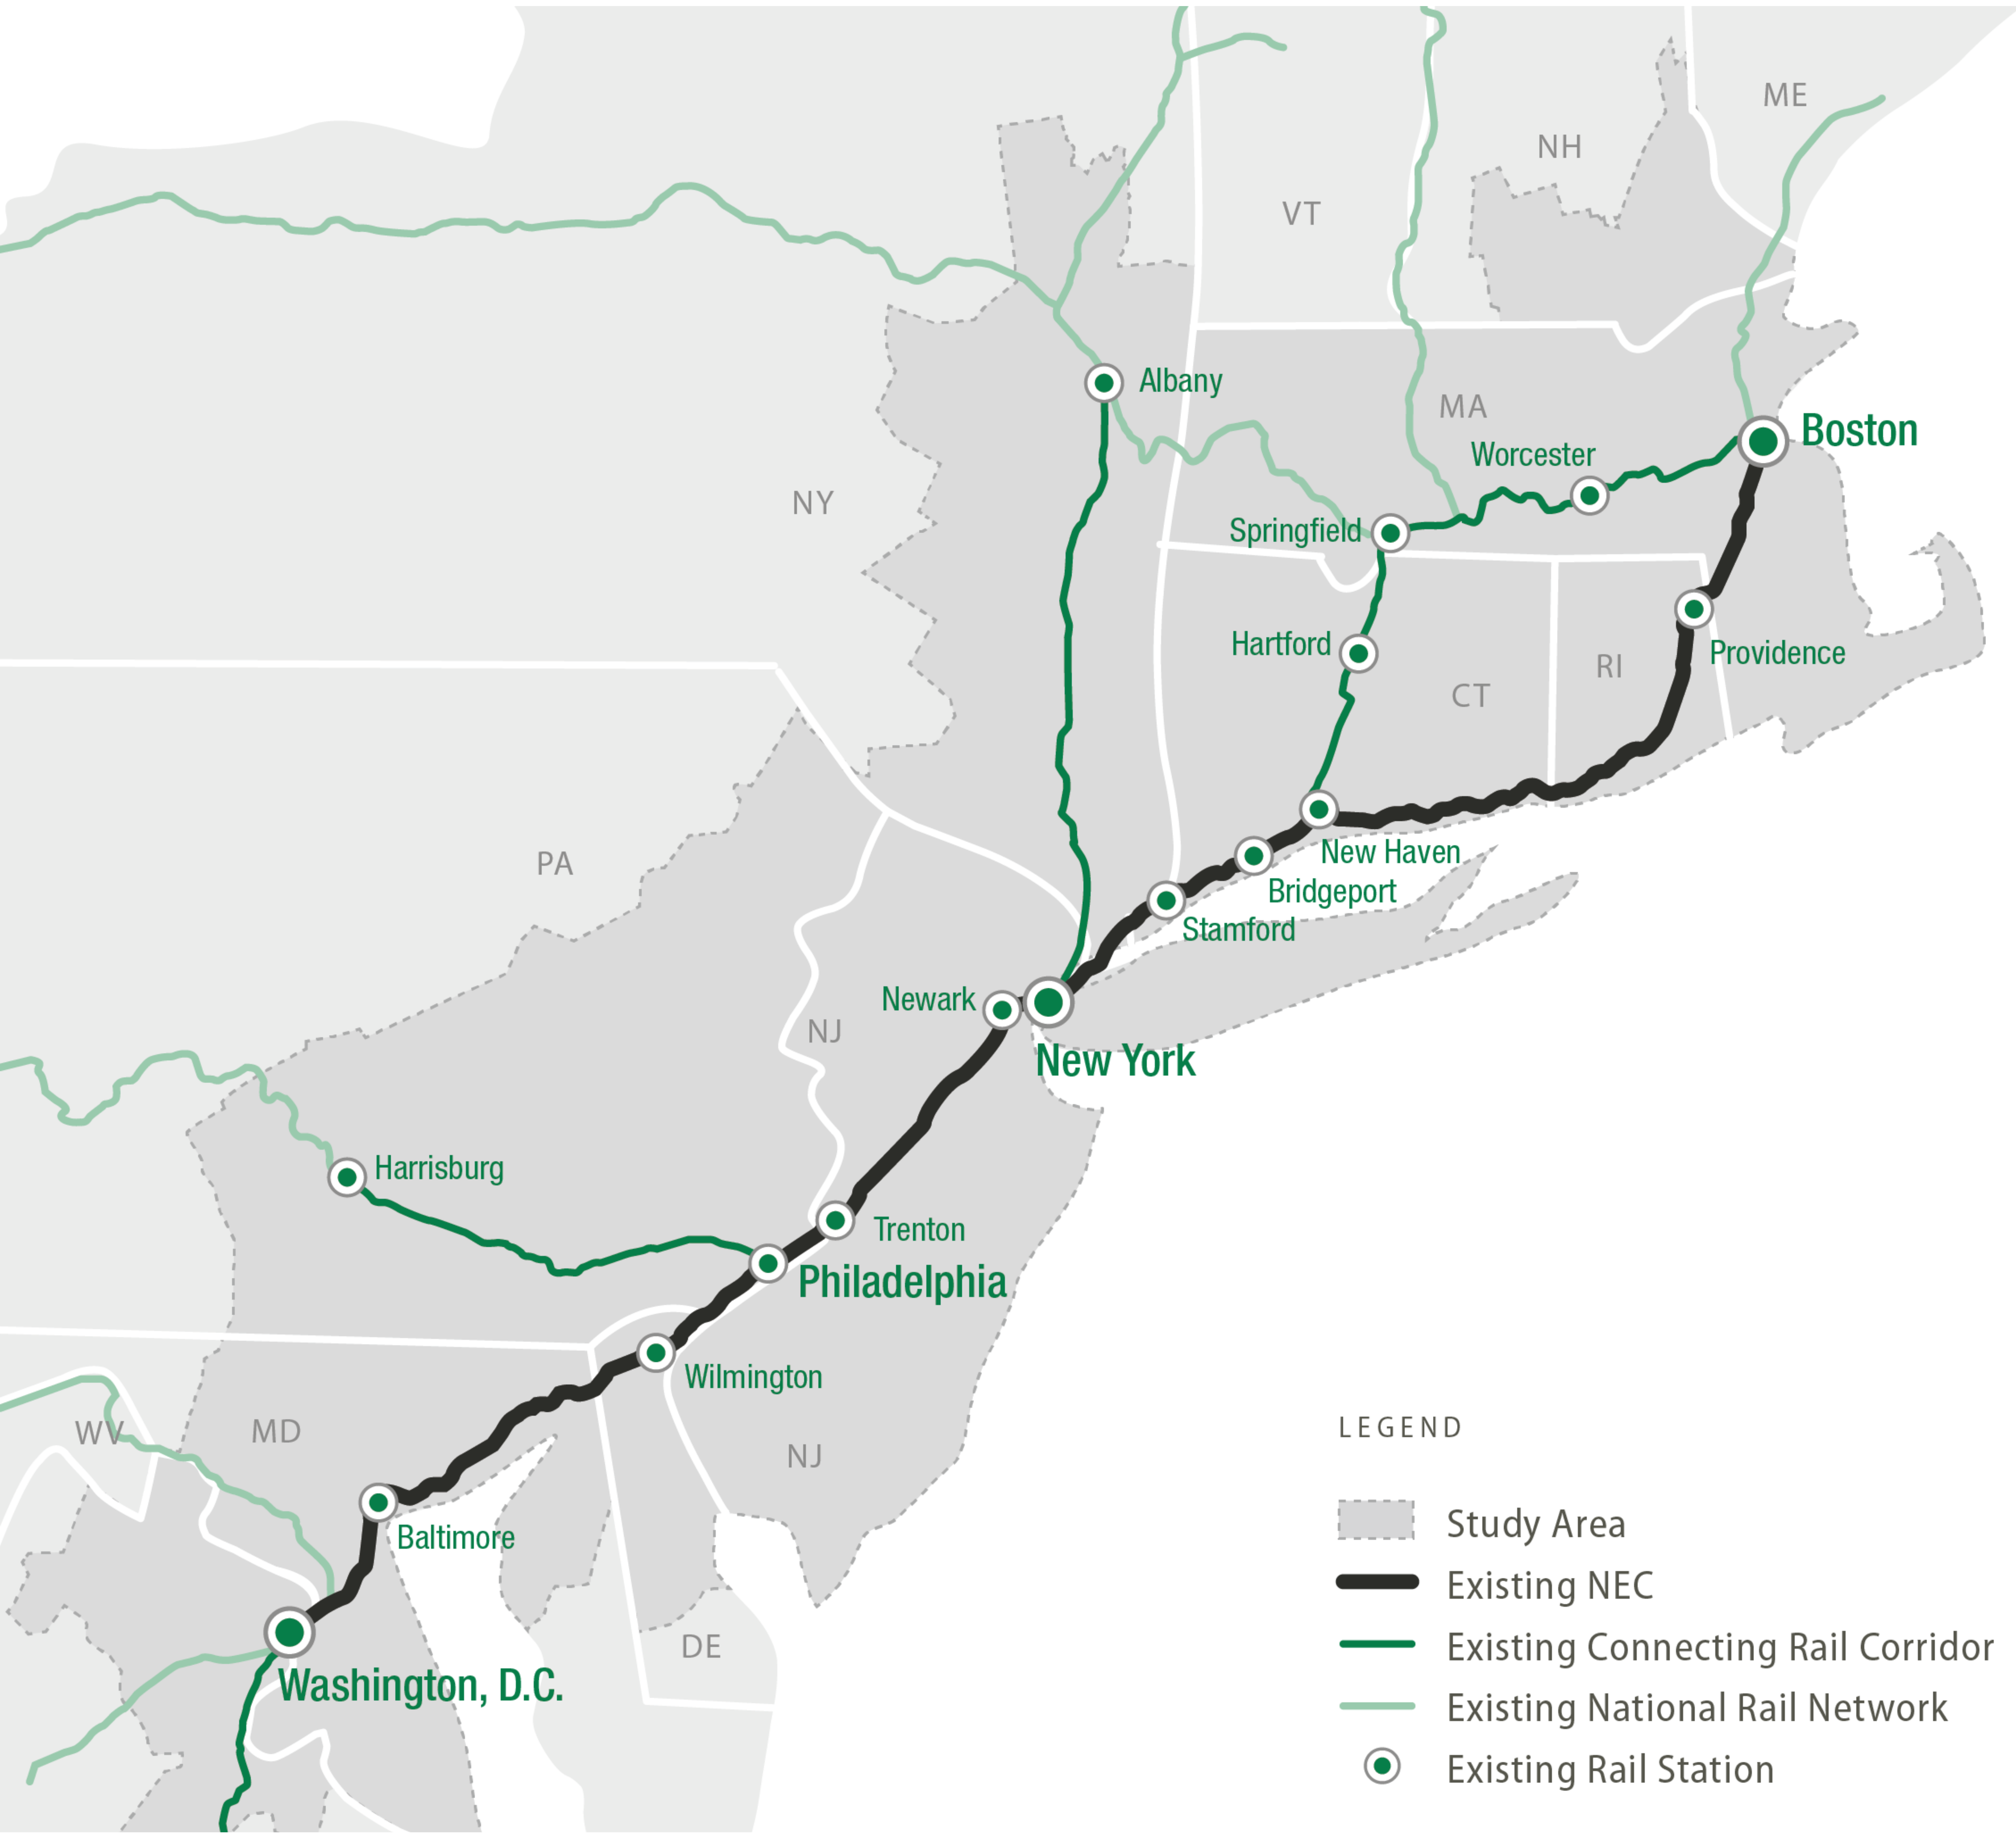 ME
NH
VT
Albany
MA
Boston
Worcester
NY
Springfield
Hartford
Providence
RI
CT
New Haven
PA
Bridgeport
Stamford
Newark
NJ
New York
Harrisburg
Trenton
Philadelphia
Wilmington
WV
MD
NJ
Baltimore
DE
Washington, D.C.
LEGEND
Study Area
Existing NEC
Existing Connecting Rail Corridor
Existing National Rail Network
Existing Rail Station